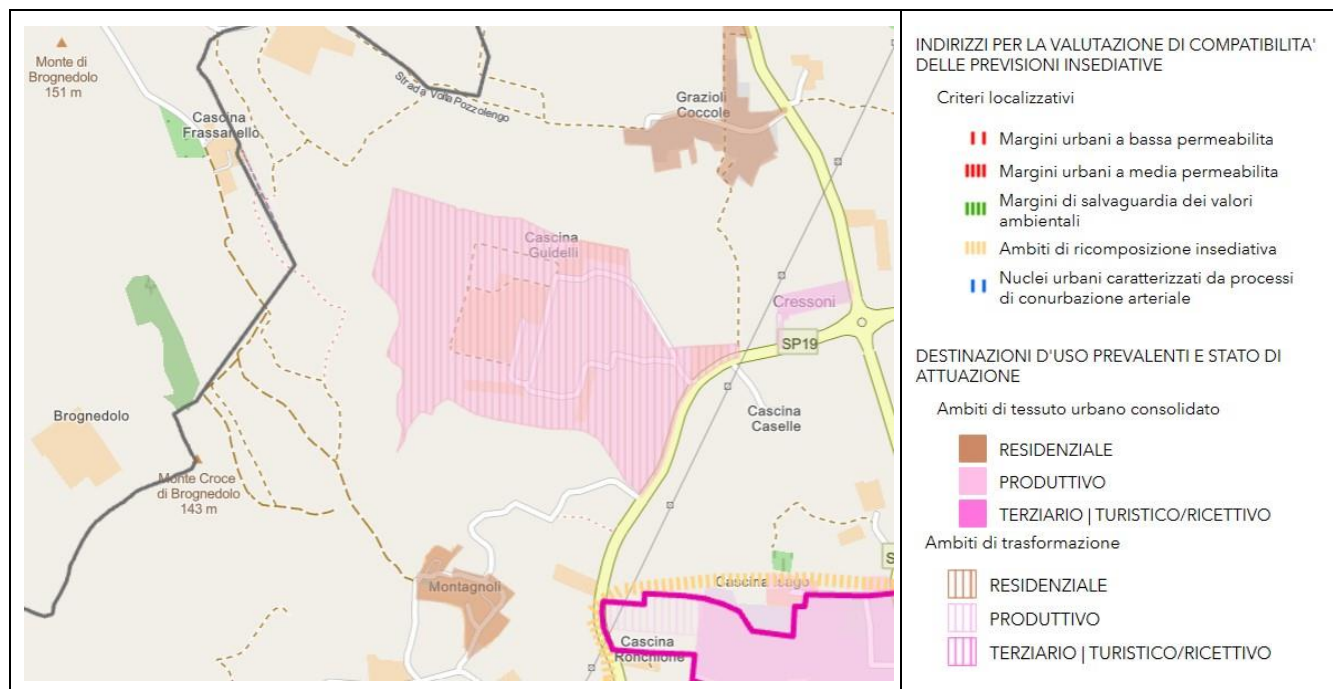 Monte di
Brognedolo
151 m
Cascina
Frassanello
Strada Volta Pozzolengo
Grazioli
Coccole
Cascina
Guidelli
Cressoni
SP19
Cascina
Caselle
Brognedolo
Monte Croce
di Brognedolo
143 m
Montagnoli
Cascina
Cascina
Ronchione
S
INDIRIZZI PER LA VALUTAZIONE DI COMPATIBILITA'
DELLE PREVISIONI INSEDIATIVE
Criteri localizzativi
Margini urbani a bassa permeabilita
Margini urbani a media permeabilita
Margini di salvaguardia dei valori
ambientali
Ambiti di ricomposizione insediativa
Nuclei urbani caratterizzati da processi
di conurbazione arteriale
DESTINAZIONI D'USO PREVALENTI E STATO DI
ATTUAZIONE
Ambiti di tessuto urbano consolidato
RESIDENZIALE
PRODUTTIVO
TERZIARIO | TURISTICO/RICETTIVO
Ambiti di trasformazione
RESIDENZIALE
PRODUTTIVO
TERZIARIO | TURISTICO/RICETTIVO